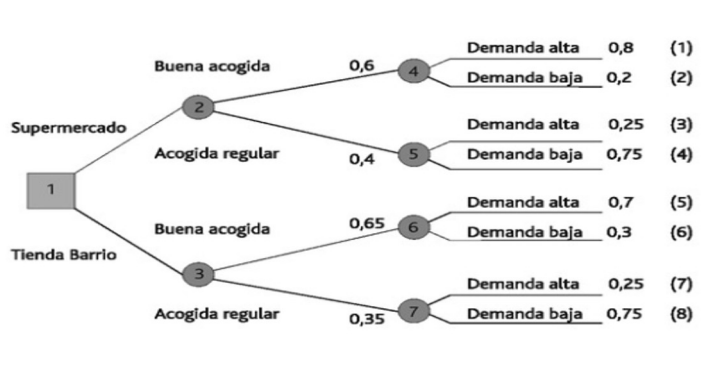 Demanda alta 0,8 (1)
Buena acogida 0,6 4 Demanda baja 0,2 (2)
2
Supermercado
Demanda alta 0,25 (3)
Acogida regular 0,4 5 Demanda baja 0,75 (4)
1
Demanda alta 0,7 (5)
Buena acogida 0,65 6 Demanda baja 0,3 (6)
Tienda Barrio
3
Demanda alta 0,25 (7)
Acogida regular 0,35 7 Demanda baja 0,75 (8)